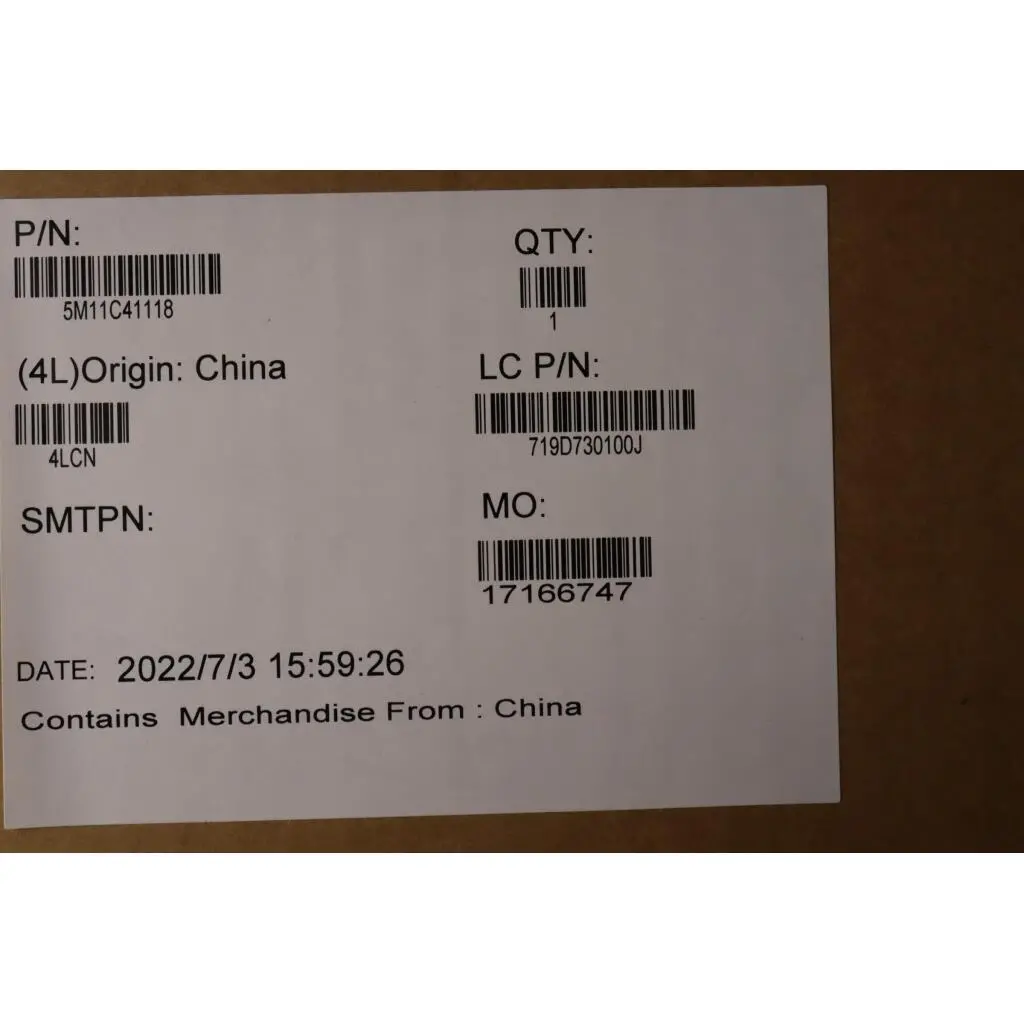 P/N:
5M11C41118
QTY:
1
(4L)Origin: China
4LCN
LC P/N:
719D730100J
SMTPN:
MO:
17166747
DATE: 2022/7/3 15:59:26
Contains Merchandise From : China